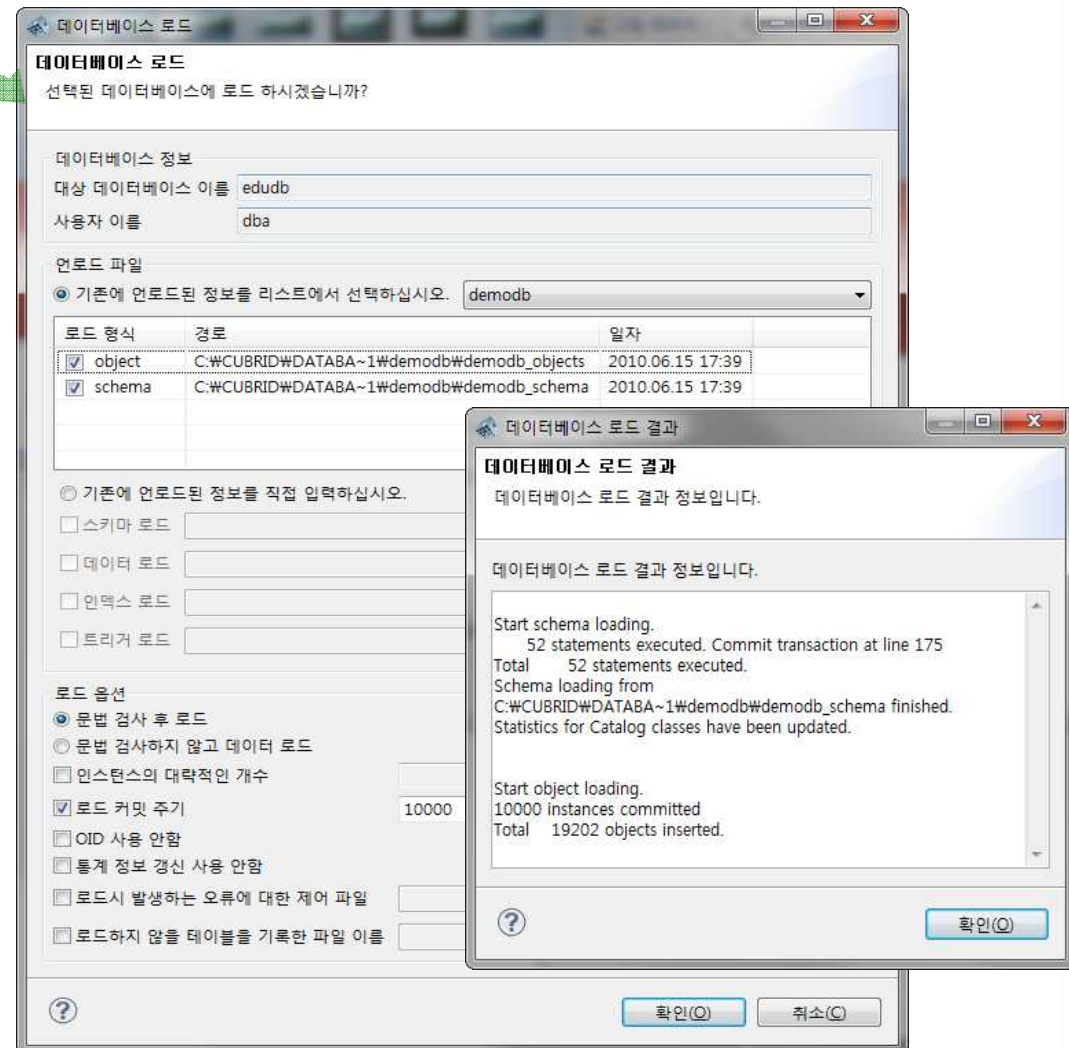 데이터베이스 로드
데이터베이스 로드
선택된 데이터베이스에 로드 하시겠습니까?
데이터베이스 정보
대상 데이터베이스 이름 edudb
사용자 이름 dba
언로드 파일
기존에 언로드된 정보를 리스트에서 선택하십시오. demodb
로드 형식 경로 일자
object C:₩CUBRID₩DATABA~1₩demodb₩demodb_objects 2010.06.15 17:39
schema C:₩CUBRID₩DATABA~1₩demodb₩demodb_schema 2010.06.15 17:39
기존에 언로드된 정보를 직접 입력하십시오.
스키마 로드
데이터 로드
인덱스 로드
트리거 로드
로드 옵션
문법 검사 후 로드
문법 검사하지 않고 데이터 로드
인스턴스의 대략적인 개수
로드 커밋 주기 10000
OID 사용 안함
통계 정보 갱신 사용 안함
로드시 발생하는 오류에 대한 제어 파일
로드하지 않을 테이블을 기록한 파일 이름
확인(O) 취소(C)
데이터베이스 로드 결과
데이터베이스 로드 결과
데이터베이스 로드 결과 정보입니다.
데이터베이스 로드 결과 정보입니다.
Start schema loading.
52 statements executed. Commit transaction at line 175
Total 52 statements executed.
Schema loading from
C:₩CUBRID₩DATABA~1₩demodb₩demodb_schema finished.
Statistics for Catalog classes have been updated.
Start object loading.
10000 instances committed
Total 19202 objects inserted.
확인(O)